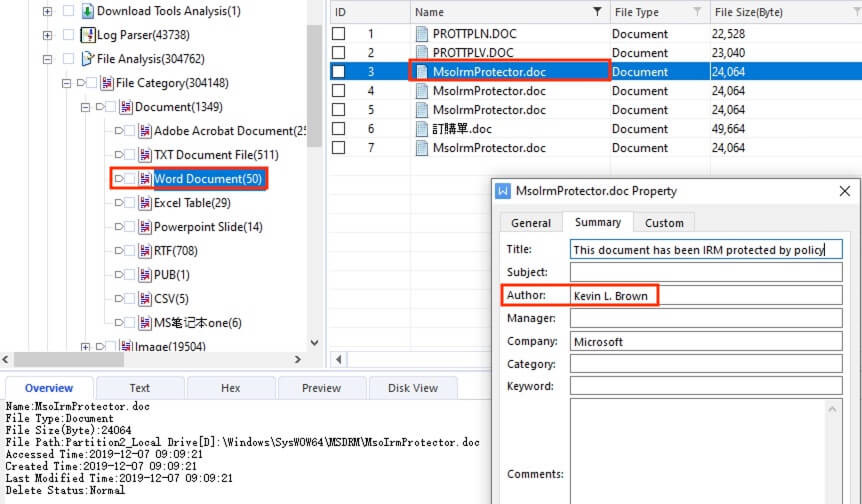 Download Tools Analysis(1)
Log Parser(43738)
File Analysis(304762)
File Category(304148)
Document(1349)
Adobe Acrobat Document(25
TXT Document File(511)
Word Document(50)
Excel Table(29)
Powerpoint Slide(14)
RTF(708)
PUB(1)
CSV(5)
MS笔记本one(6)
Image(19504)
ID Name File Type File Size(Byte)
1 PROTTPLN.DOC Document 22,528
2 PROTTPLV.DOC Document 23,040
3 MsoIrmProtector.doc Document 24,064
4 MsoIrmProtector.doc Document 24,064
5 MsoIrmProtector.doc Document 24,064
6 訂購單.doc Document 49,664
7 MsoIrmProtector.doc Document 24,064
MsoIrmProtector.doc Property
General Summary Custom
Title: This document has been IRM protected by policy
Subject:
Author: Kevin L. Brown
Manager:
Company: Microsoft
Category:
Keyword:
Comments:
Overview Text Hex Preview Disk View
Name:MsoIrmProtector.doc
File Type:Document
File Size(Byte):24064
File Path:Partition2_Local Drive[D]:\Windows\SysWOW64\MSDRM\MsoIrmProtector.doc
Accessed Time:2019-12-07 09:09:21
Created Time:2019-12-07 09:09:21
Last Modified Time:2019-12-07 09:09:21
Delete Status:Normal